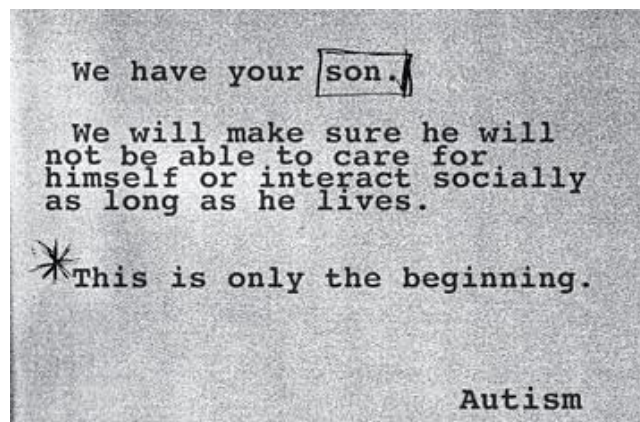 We have your son.
We will make sure he will
not be able to care for
himself or interact socially
as long as he lives.
*This is only the beginning.
Autism